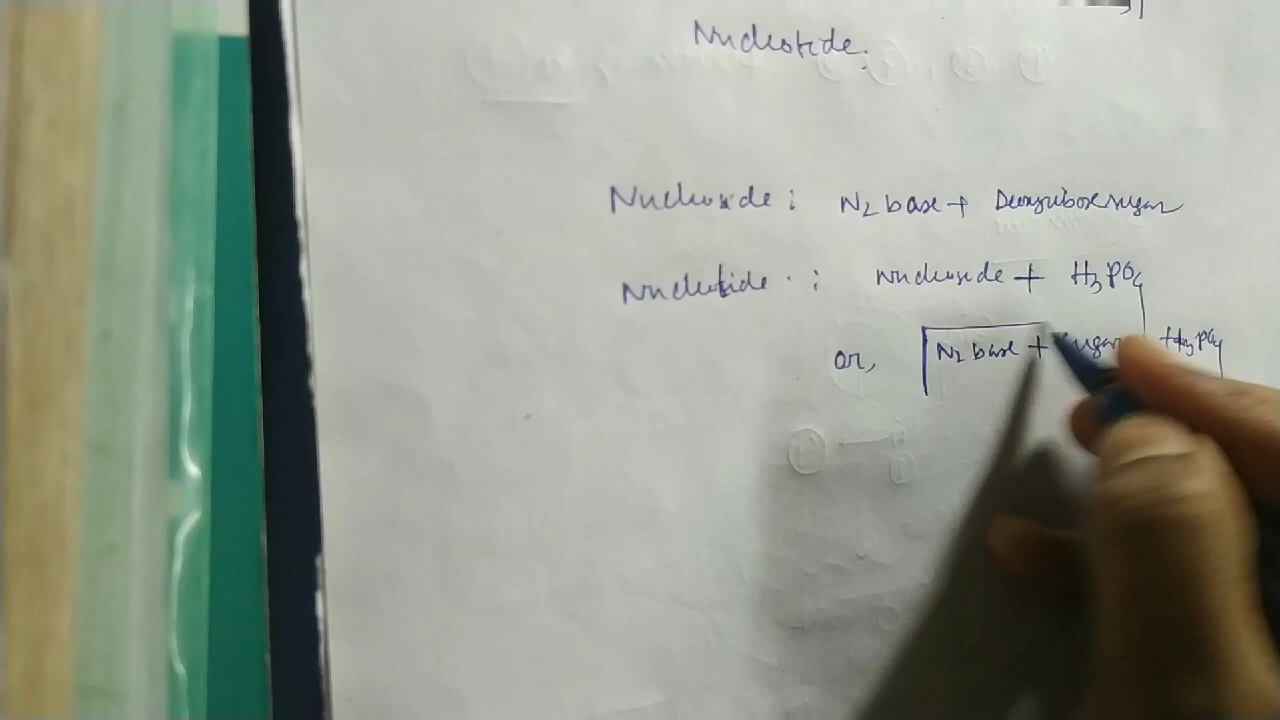 Nucleotide.
Nucleoside : N2 base + Deoxyribose sugar
Nucleotide : Nucleoside + H3PO4
or, N2 base + sugar + H3PO4